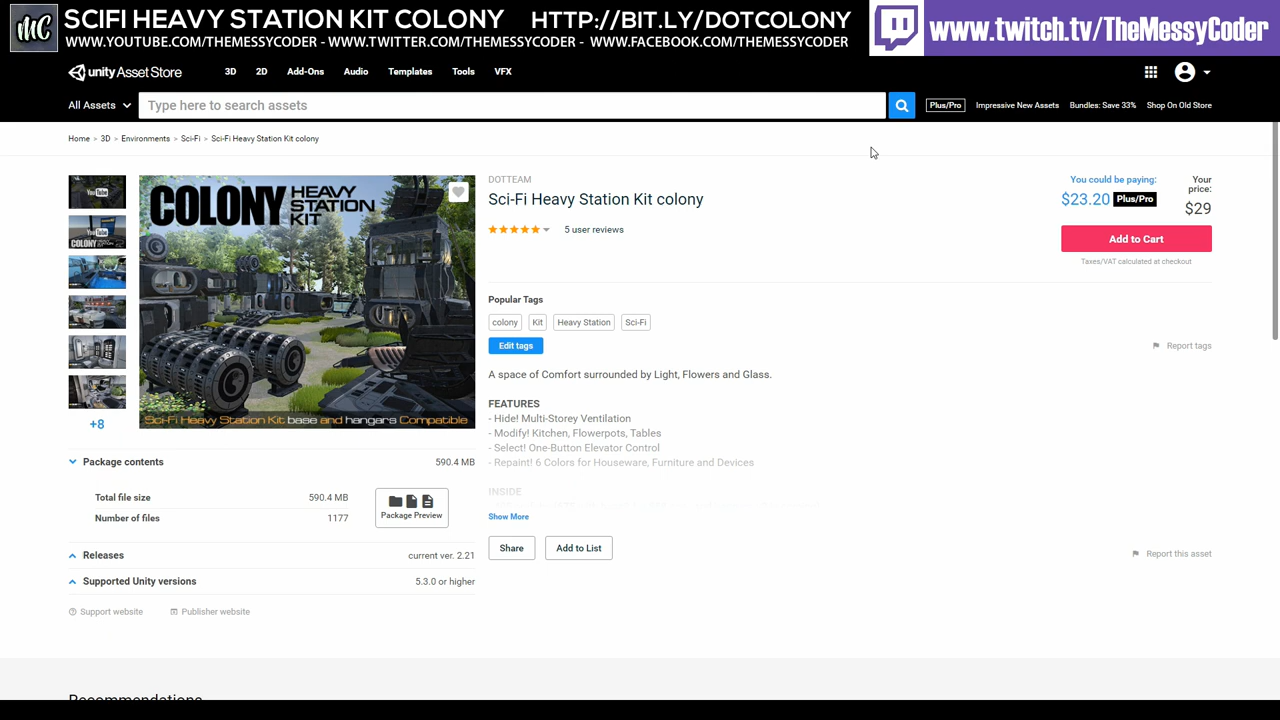 MC
SCIFI HEAVY STATION KIT COLONY HTTP://BIT.LY/DOTCOLONY
WWW.YOUTUBE.COM/THEMESSYCODER - WWW.TWITTER.COM/THEMESSYCODER - WWW.FACEBOOK.COM/THEMESSYCODER
www.twitch.tv/TheMessyCoder
unity Asset Store
3D 2D Add-Ons Audio Templates Tools VFX
All Assets
Type here to search assets
Plus/Pro Impressive New Assets Bundles: Save 33% Shop On Old Store
Home > 3D > Environments > Sci-Fi > Sci-Fi Heavy Station Kit colony
You Tube
You Tube
COLONY
+8
COLONY HEAVY
STATION
KIT
Sci-Fi Heavy Station Kit base and hangars Compatible
DOTTEAM
Sci-Fi Heavy Station Kit colony
5 user reviews
You could be paying:
$23.20 Plus/Pro
Your
price:
$29
Add to Cart
Taxes/VAT calculated at checkout
Popular Tags
colony Kit Heavy Station Sci-Fi
Edit tags
Report tags
A space of Comfort surrounded by Light, Flowers and Glass.
FEATURES
- Hide! Multi-Storey Ventilation
- Modify! Kitchen, Flowerpots, Tables
- Select! One-Button Elevator Control
- Repaint! 6 Colors for Houseware, Furniture and Devices
INSIDE
Show More
Share Add to List
Report this asset
Package contents 590.4 MB
Total file size 590.4 MB
Number of files 1177
Package Preview
Releases current ver. 2.21
Supported Unity versions 5.3.0 or higher
Support website Publisher website
Recommendations